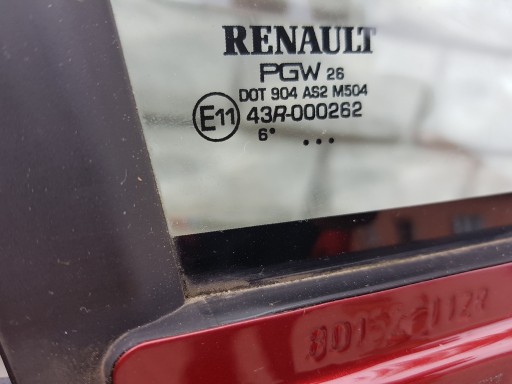 RENAULT
PGW 26
DOT 904 AS2 M504
E11 43R-000262
6• •••